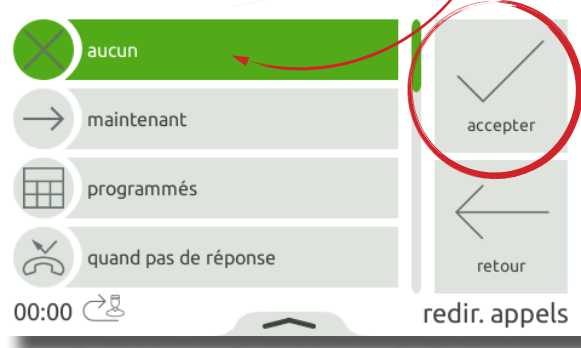 aucun
maintenant
programmés
quand pas de réponse
accepter
retour
00:00
redir. appels